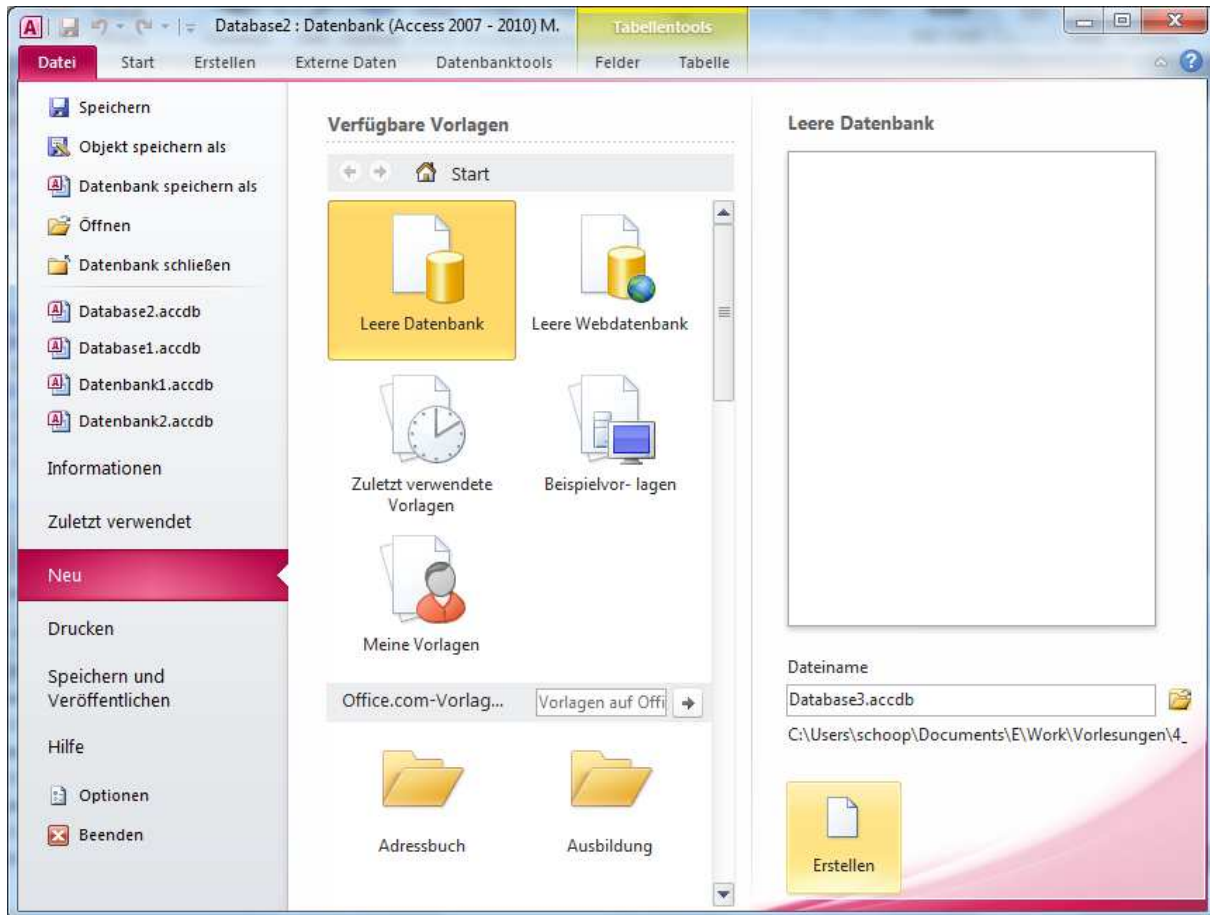 Database2 : Datenbank (Access 2007 - 2010) M.
Tabellentools
Datei
Start
Erstellen
Externe Daten
Datenbanktools
Felder
Tabelle
Speichern
Objekt speichern als
Datenbank speichern als
Öffnen
Datenbank schließen
Database2.accdb
Database1.accdb
Datenbank1.accdb
Datenbank2.accdb
Informationen
Zuletzt verwendet
Neu
Drucken
Speichern und
Veröffentlichen
Hilfe
Optionen
Beenden
Verfügbare Vorlagen
Start
Leere Datenbank
Leere Webdatenbank
Zuletzt verwendete
Vorlagen
Beispielvor- lagen
Meine Vorlagen
Office.com-Vorlag...
Vorlagen auf Offi
Adressbuch
Ausbildung
Leere Datenbank
Dateiname
Database3.accdb
C:\Users\schoop\Documents\E\Work\Vorlesungen\4_
Erstellen